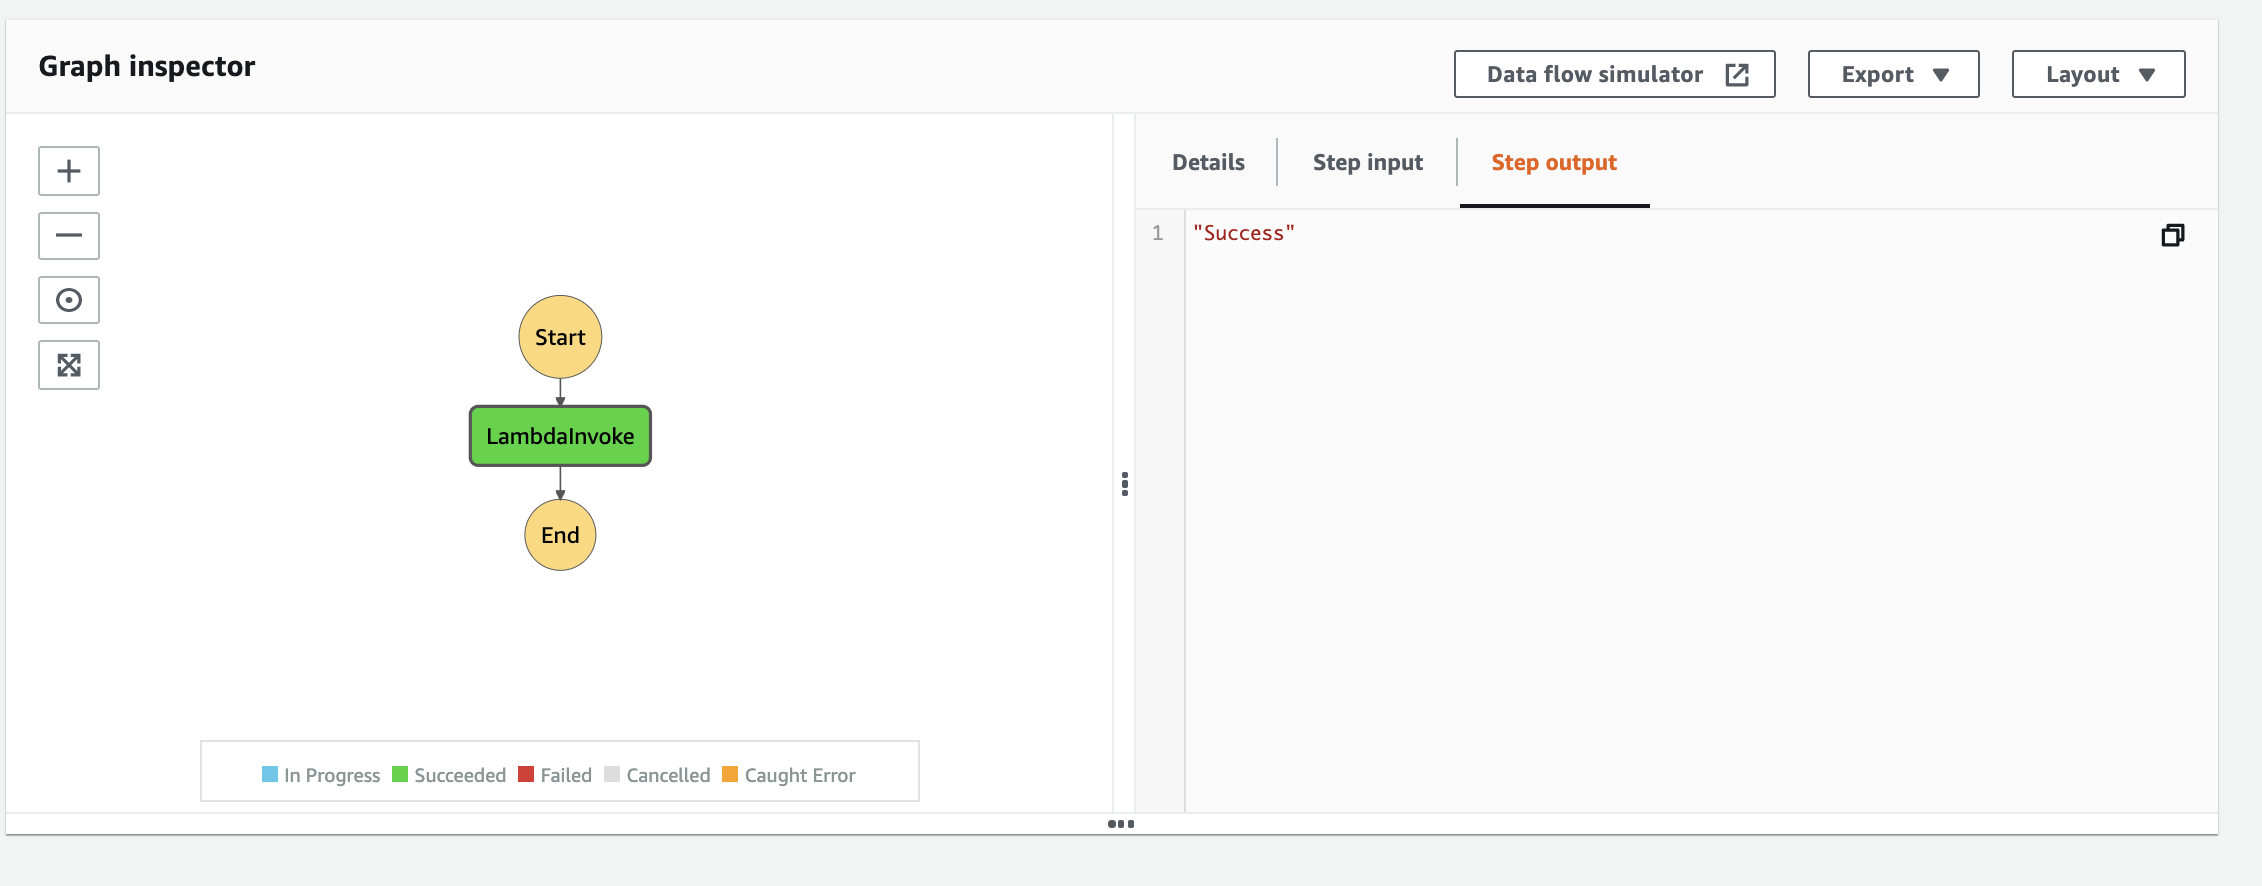 Graph inspector
Data flow simulator
Export
Layout
Details
Step input
Step output
1
"Success"
Start
LambdaInvoke
End
In Progress
Succeeded
Failed
Cancelled
Caught Error